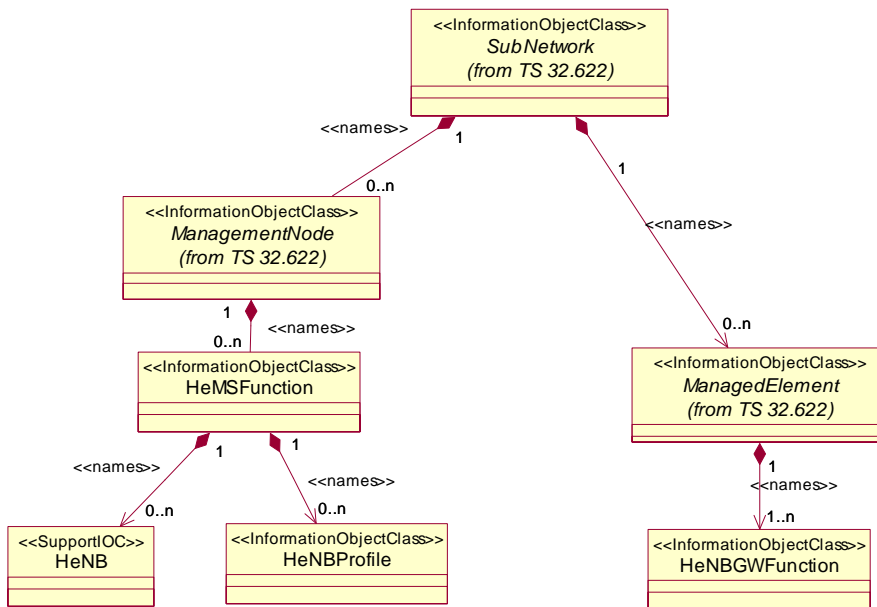 <<InformationObjectClass>>
SubNetwork
(from TS 32.622)
<<names>>
1
0..n
1
<<names>>
0..n
<<InformationObjectClass>>
ManagementNode
(from TS 32.622)
1
<<names>>
0..n
<<InformationObjectClass>>
HeMSFunction
<<InformationObjectClass>>
ManagedElement
(from TS 32.622)
1
1
<<names>>
<<names>>
0..n
0..n
1
<<names>>
1..n
<<SupportIOC>>
HeNB
<<InformationObjectClass>>
HeNBProfile
<<InformationObjectClass>>
HeNBGWFunction